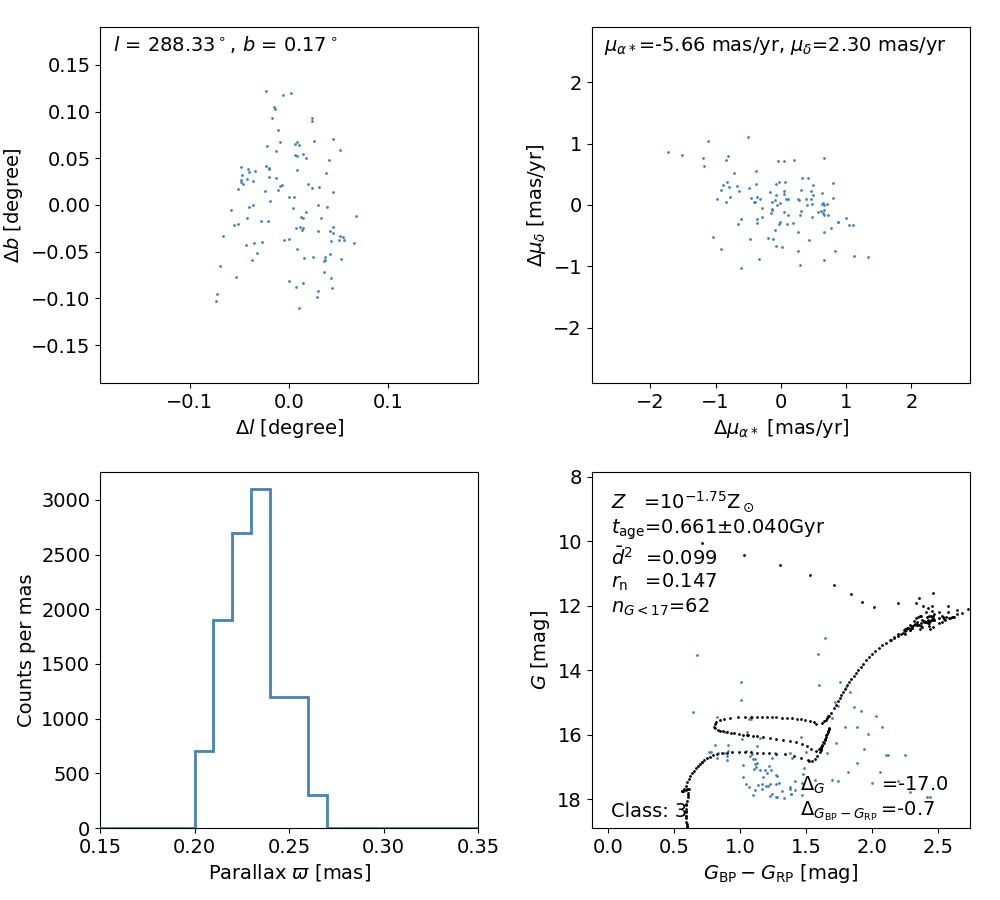 l = 288.33°, b = 0.17°
0.15
0.10
0.05
0.00
−0.05
−0.10
−0.15
Δb [degree]
−0.1 0.0 0.1
Δl [degree]
μα∗=-5.66 mas/yr, μδ=2.30 mas/yr
2
1
0
−1
−2
Δμδ [mas/yr]
−2 −1 0 1 2
Δμα∗ [mas/yr]
3000
2500
2000
1500
1000
500
0
Counts per mas
0.15 0.20 0.25 0.30 0.35
Parallax ϖ [mas]
8
10
12
14
16
18
G [mag]
Z =10^−1.75 Z⊙
tage=0.661±0.040Gyr
d̄² =0.099
rn =0.147
nG<17=62
ΔG =-17.0
Class: 3 ΔGBP−GRP =-0.7
0.0 0.5 1.0 1.5 2.0 2.5
GBP − GRP [mag]